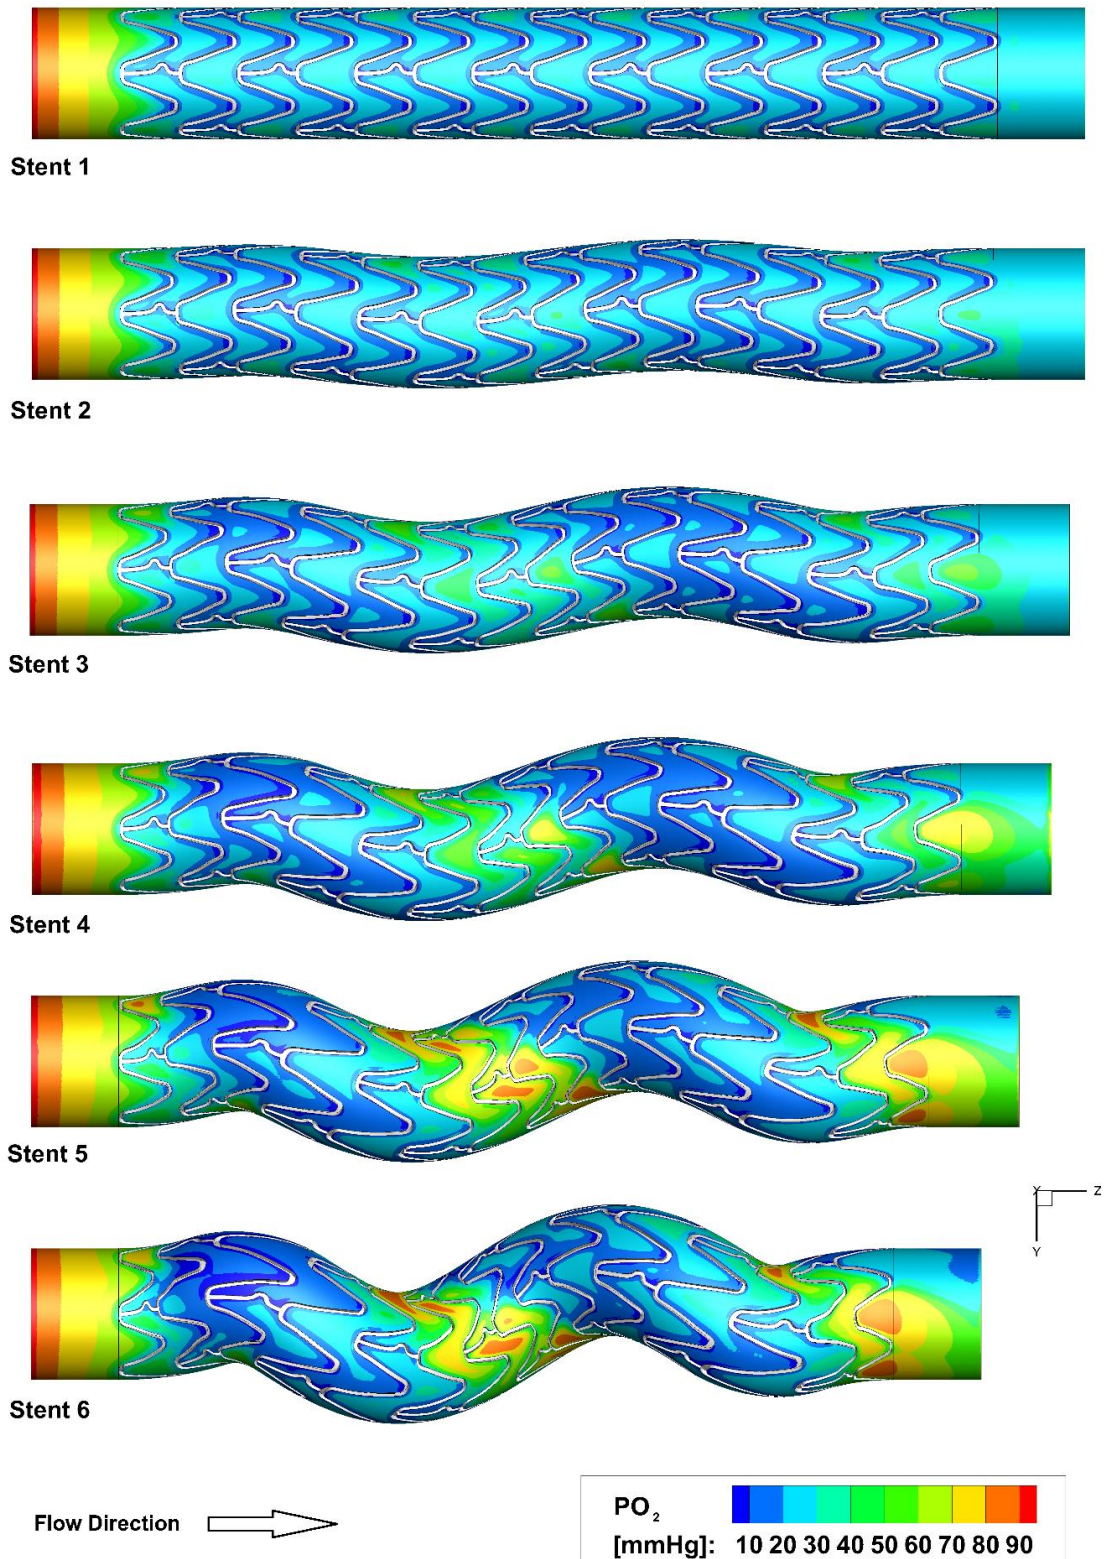 Stent 1
Stent 2
Stent 3
Stent 4
Stent 5
X Z
Y
Stent 6
Flow Direction
PO₂
[mmHg]: 10 20 30 40 50 60 70 80 90